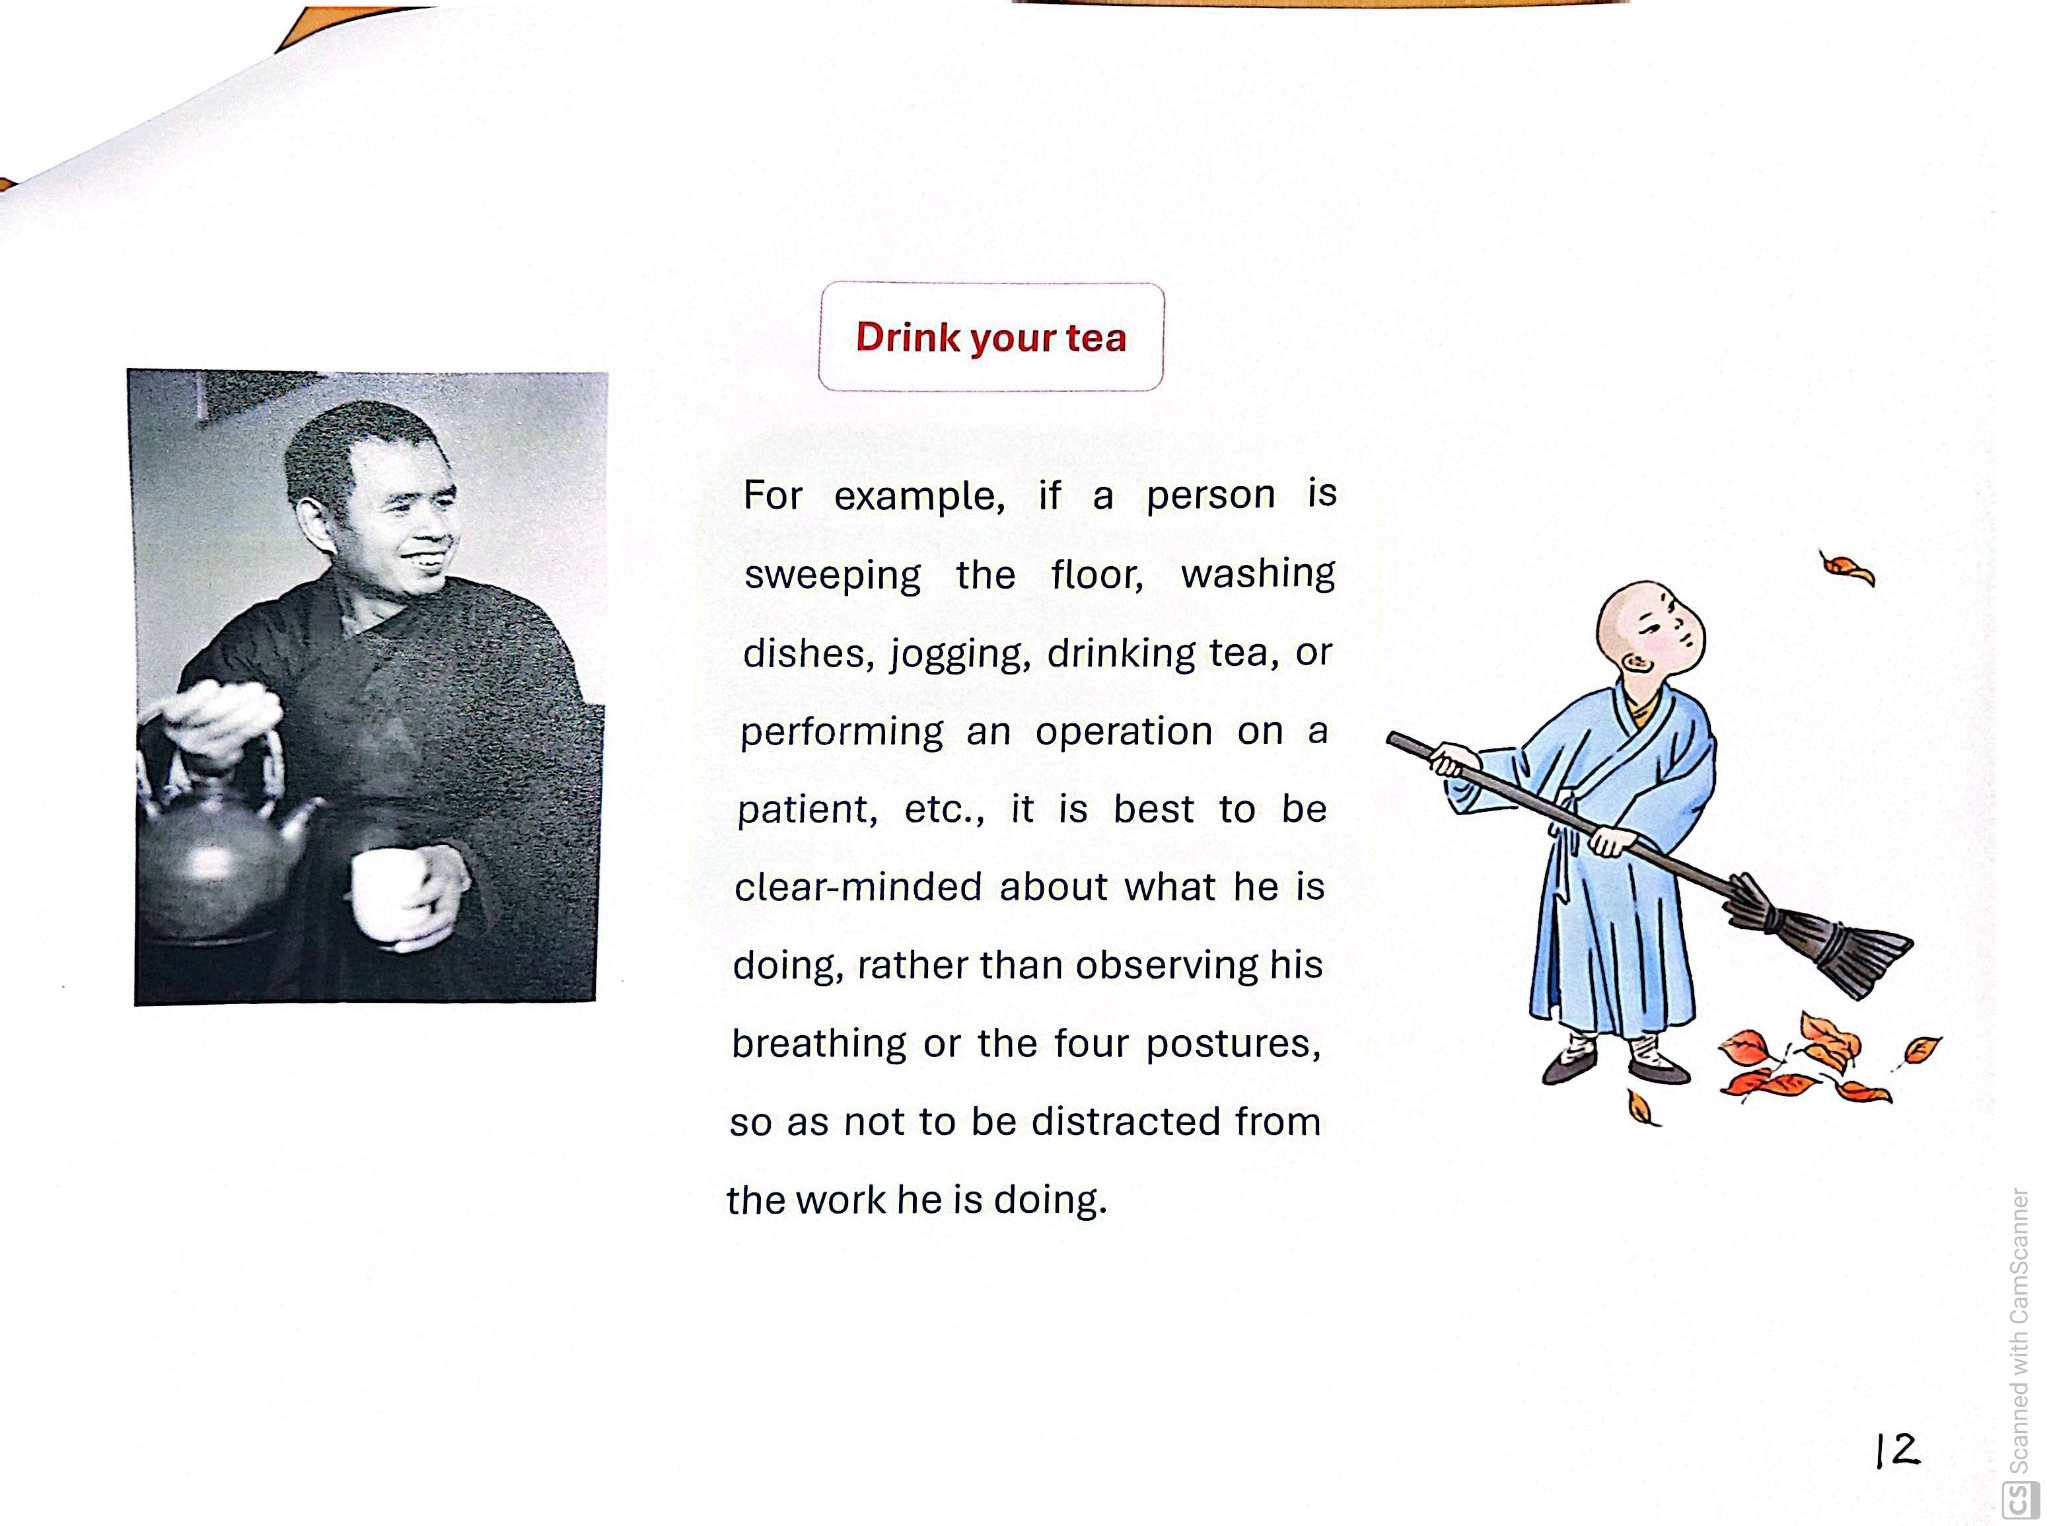 Drink your tea
For example, if a person is
sweeping the floor, washing
dishes, jogging, drinking tea, or
performing an operation on a
patient, etc., it is best to be
clear-minded about what he is
doing, rather than observing his
breathing or the four postures,
so as not to be distracted from
the work he is doing.
12
CS Scanned with CamScanner